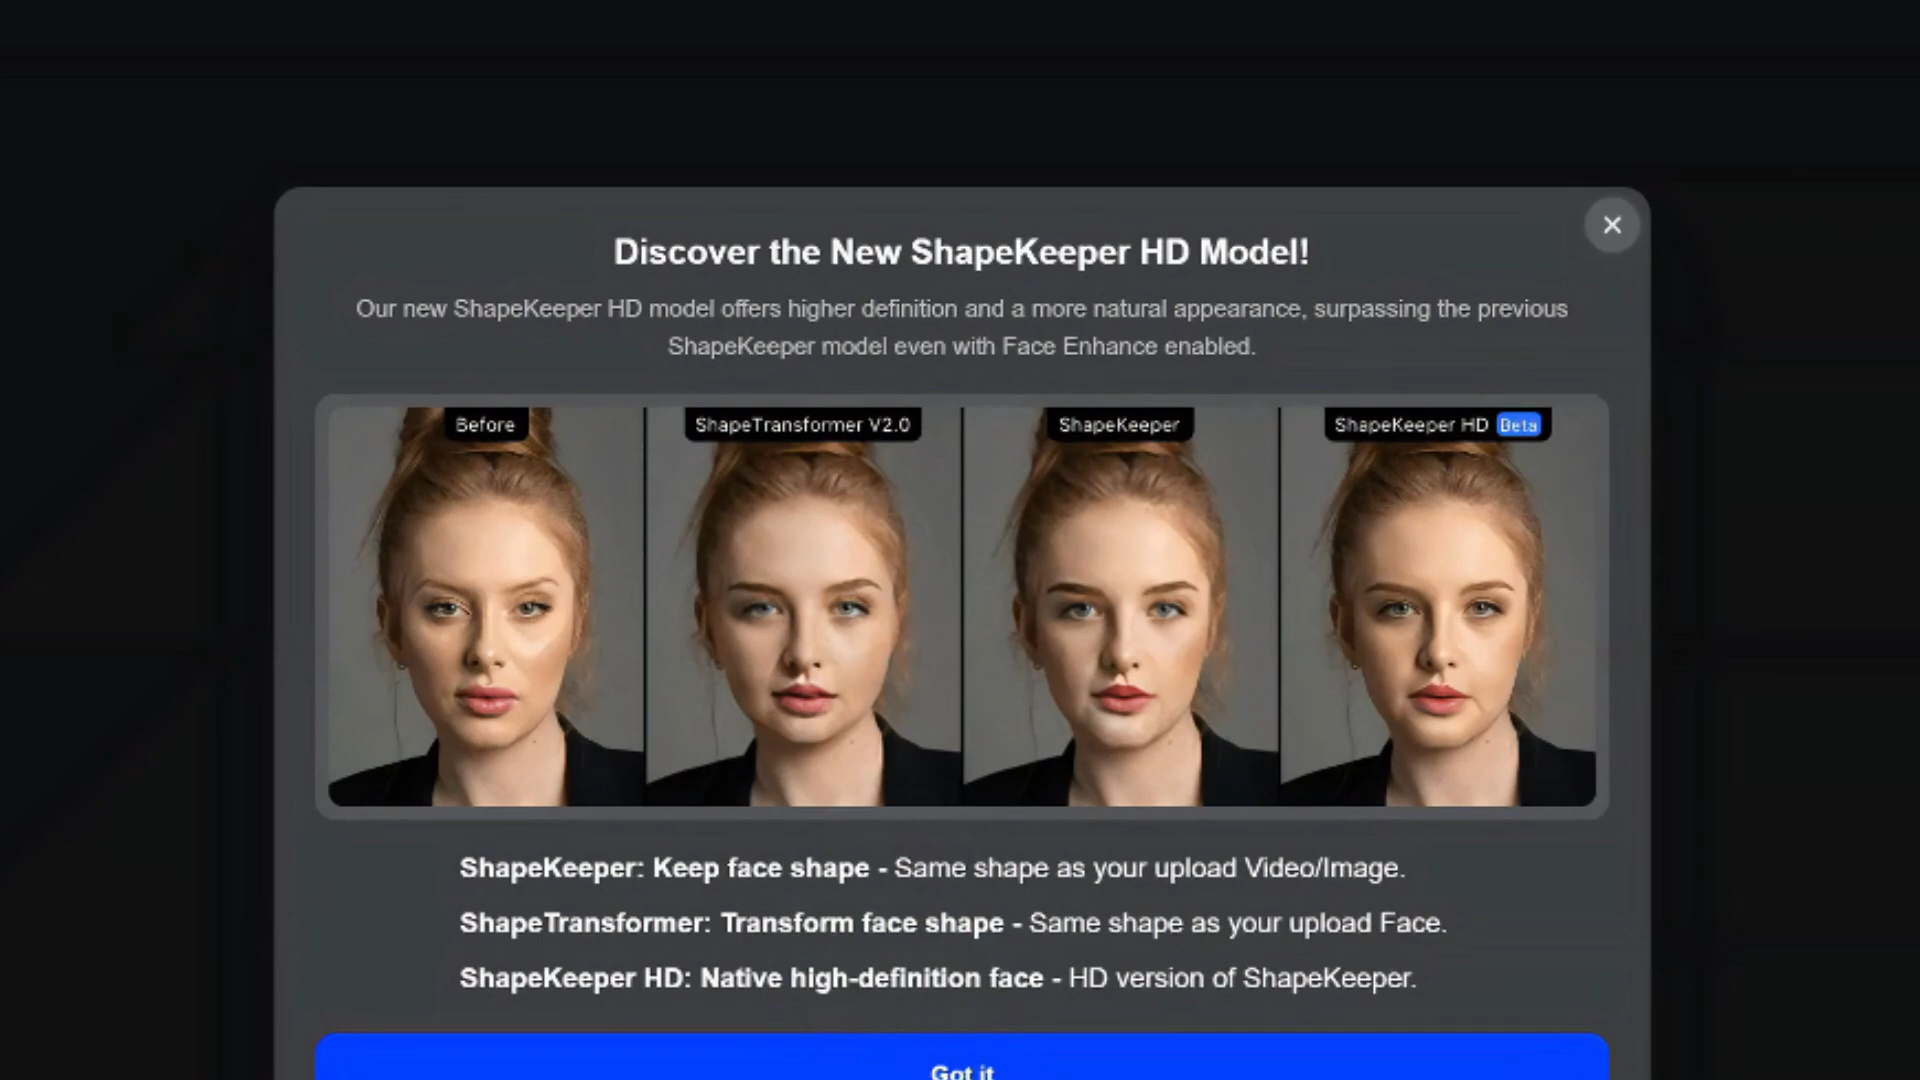 Discover the New ShapeKeeper HD Model!
Our new ShapeKeeper HD model offers higher definition and a more natural appearance, surpassing the previous
ShapeKeeper model even with Face Enhance enabled.
Before
ShapeTransformer V2.0
ShapeKeeper
ShapeKeeper HD Beta
ShapeKeeper: Keep face shape - Same shape as your upload Video/Image.
ShapeTransformer: Transform face shape - Same shape as your upload Face.
ShapeKeeper HD: Native high-definition face - HD version of ShapeKeeper.
Got it